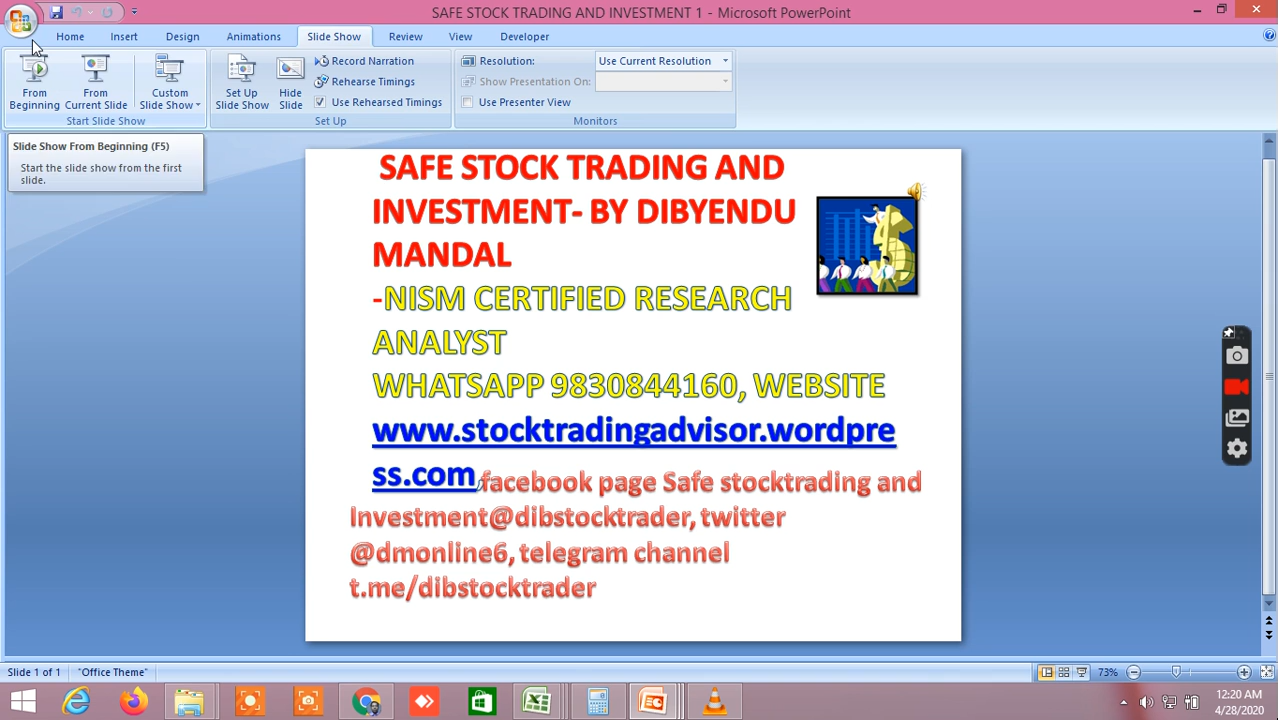 SAFE STOCK TRADING AND INVESTMENT 1 - Microsoft PowerPoint
Home Insert Design Animations Slide Show Review View Developer
From Beginning
From Current Slide
Custom Slide Show
Start Slide Show
Set Up Slide Show
Hide Slide
Record Narration
Rehearse Timings
Use Rehearsed Timings
Set Up
Resolution: Use Current Resolution
Show Presentation On:
Use Presenter View
Monitors
Slide Show From Beginning (F5)
Start the slide show from the first
slide.
SAFE STOCK TRADING AND
INVESTMENT- BY DIBYENDU
MANDAL
-NISM CERTIFIED RESEARCH
ANALYST
WHATSAPP 9830844160, WEBSITE
www.stocktradingadvisor.wordpre
ss.com,facebook page Safe stocktrading and
Investment@dibstocktrader, twitter
@dmonline6, telegram channel
t.me/dibstocktrader
Slide 1 of 1 "Office Theme" 73%
12:20 AM
4/28/2020